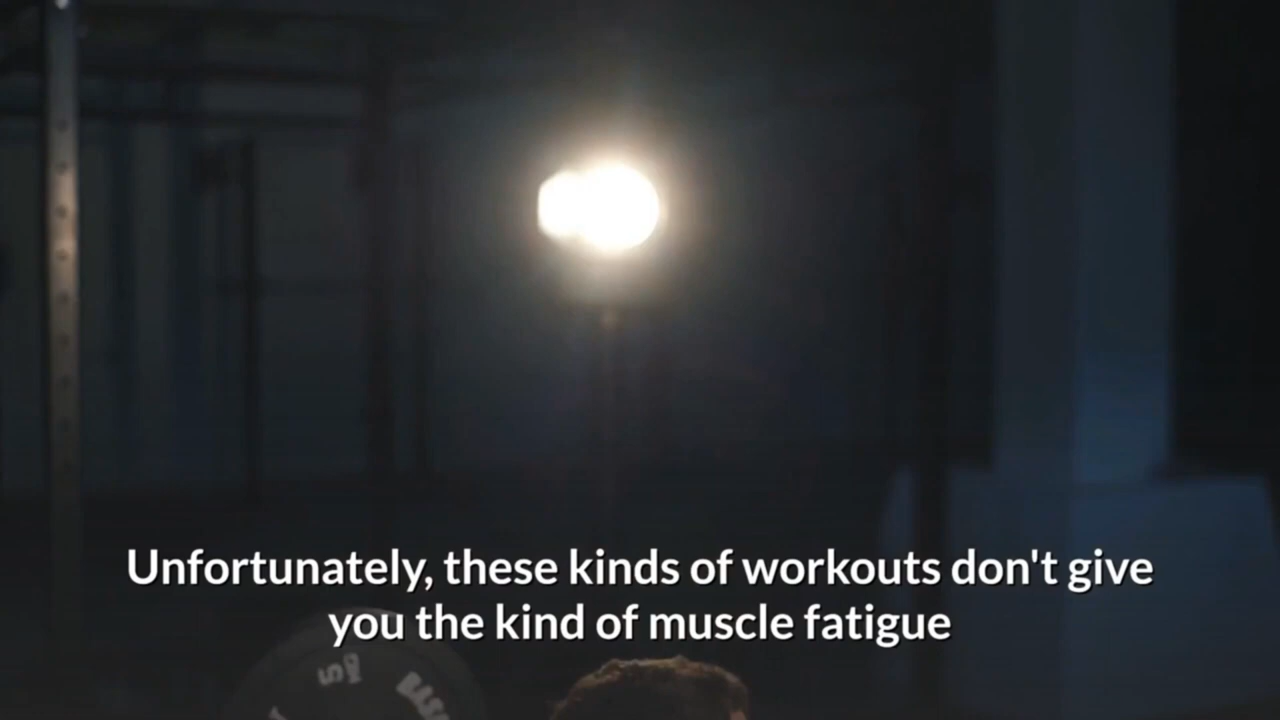 Unfortunately, these kinds of workouts don't give
you the kind of muscle fatigue